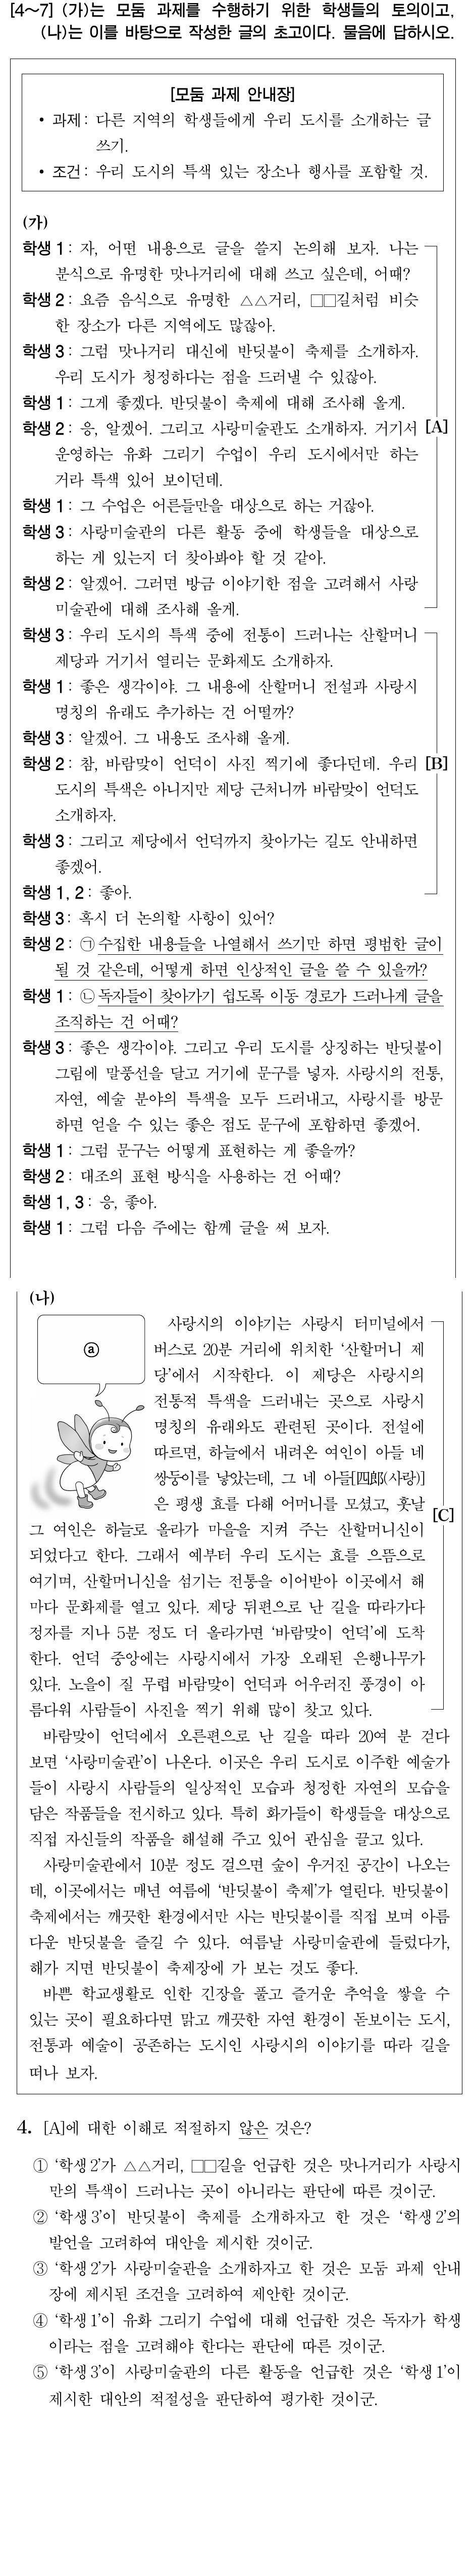 [4~7] (가)는 모둠 과제를 수행하기 위한 학생들의 토의이고,
(나)는 이를 바탕으로 작성한 글의 초고이다. 물음에 답하시오.
[모둠 과제 안내장]
• 과제 : 다른 지역의 학생들에게 우리 도시를 소개하는 글
쓰기.
• 조건 : 우리 도시의 특색 있는 장소나 행사를 포함할 것.
(가)
학생 1 : 자, 어떤 내용으로 글을 쓸지 논의해 보자. 나는
분식으로 유명한 맛나거리에 대해 쓰고 싶은데, 어때?
학생 2 : 요즘 음식으로 유명한 △△거리, □□길처럼 비슷
한 장소가 다른 지역에도 많잖아.
학생 3 : 그럼 맛나거리 대신에 반딧불이 축제를 소개하자.
우리 도시가 청정하다는 점을 드러낼 수 있잖아.
학생 1 : 그게 좋겠다. 반딧불이 축제에 대해 조사해 올게.
학생 2 : 응, 알겠어. 그리고 사랑미술관도 소개하자. 거기서 [A]
운영하는 유화 그리기 수업이 우리 도시에서만 하는
거라 특색 있어 보이던데.
학생 1 : 그 수업은 어른들만을 대상으로 하는 거잖아.
학생 3 : 사랑미술관의 다른 활동 중에 학생들을 대상으로
하는 게 있는지 더 찾아봐야 할 것 같아.
학생 2 : 알겠어. 그러면 방금 이야기한 점을 고려해서 사랑
미술관에 대해 조사해 올게.
학생 3 : 우리 도시의 특색 중에 전통이 드러나는 산할머니
제당과 거기서 열리는 문화제도 소개하자.
학생 1 : 좋은 생각이야. 그 내용에 산할머니 전설과 사랑시
명칭의 유래도 추가하는 건 어떨까?
학생 3 : 알겠어. 그 내용도 조사해 올게.
학생 2 : 참, 바람맞이 언덕이 사진 찍기에 좋다던데. 우리 [B]
도시의 특색은 아니지만 제당 근처니까 바람맞이 언덕도
소개하자.
학생 3 : 그리고 제당에서 언덕까지 찾아가는 길도 안내하면
좋겠어.
학생 1, 2 : 좋아.
학생 3 : 혹시 더 논의할 사항이 있어?
학생 2 : ㉠ 수집한 내용들을 나열해서 쓰기만 하면 평범한 글이
될 것 같은데, 어떻게 하면 인상적인 글을 쓸 수 있을까?
학생 1 : ㉡ 독자들이 찾아가기 쉽도록 이동 경로가 드러나게 글을
조직하는 건 어때?
학생 3 : 좋은 생각이야. 그리고 우리 도시를 상징하는 반딧불이
그림에 말풍선을 달고 거기에 문구를 넣자. 사랑시의 전통,
자연, 예술 분야의 특색을 모두 드러내고, 사랑시를 방문
하면 얻을 수 있는 좋은 점도 문구에 포함하면 좋겠어.
학생 1 : 그럼 문구는 어떻게 표현하는 게 좋을까?
학생 2 : 대조의 표현 방식을 사용하는 건 어때?
학생 1, 3 : 응, 좋아.
학생 1 : 그럼 다음 주에는 함께 글을 써 보자.
(나)
ⓐ
사랑시의 이야기는 사랑시 터미널에서
버스로 20분 거리에 위치한 ‘산할머니 제
당’에서 시작한다. 이 제당은 사랑시의
전통적 특색을 드러내는 곳으로 사랑시
명칭의 유래와도 관련된 곳이다. 전설에
따르면, 하늘에서 내려온 여인이 아들 네
쌍둥이를 낳았는데, 그 네 아들[四郞(사랑)]
은 평생 효를 다해 어머니를 모셨고, 훗날 [C]
그 여인은 하늘로 올라가 마을을 지켜 주는 산할머니신이
되었다고 한다. 그래서 예부터 우리 도시는 효를 으뜸으로
여기며, 산할머니신을 섬기는 전통을 이어받아 이곳에서 해
마다 문화제를 열고 있다. 제당 뒤편으로 난 길을 따라가다
정자를 지나 5분 정도 더 올라가면 ‘바람맞이 언덕’에 도착
한다. 언덕 중앙에는 사랑시에서 가장 오래된 은행나무가
있다. 노을이 질 무렵 바람맞이 언덕과 어우러진 풍경이 아
름다워 사람들이 사진을 찍기 위해 많이 찾고 있다.
바람맞이 언덕에서 오른편으로 난 길을 따라 20여 분 걷다
보면 ‘사랑미술관’이 나온다. 이곳은 우리 도시로 이주한 예술가
들이 사랑시 사람들의 일상적인 모습과 청정한 자연의 모습을
담은 작품들을 전시하고 있다. 특히 화가들이 학생들을 대상으로
직접 자신들의 작품을 해설해 주고 있어 관심을 끌고 있다.
사랑미술관에서 10분 정도 걸으면 숲이 우거진 공간이 나오는
데, 이곳에서는 매년 여름에 ‘반딧불이 축제’가 열린다. 반딧불이
축제에서는 깨끗한 환경에서만 사는 반딧불이를 직접 보며 아름
다운 반딧불을 즐길 수 있다. 여름날 사랑미술관에 들렀다가,
해가 지면 반딧불이 축제장에 가 보는 것도 좋다.
바쁜 학교생활로 인한 긴장을 풀고 즐거운 추억을 쌓을 수
있는 곳이 필요하다면 맑고 깨끗한 자연 환경이 돋보이는 도시,
전통과 예술이 공존하는 도시인 사랑시의 이야기를 따라 길을
떠나 보자.
4. [A]에 대한 이해로 적절하지 않은 것은?
① ‘학생 2’가 △△거리, □□길을 언급한 것은 맛나거리가 사랑시
만의 특색이 드러나는 곳이 아니라는 판단에 따른 것이군.
② ‘학생 3’이 반딧불이 축제를 소개하자고 한 것은 ‘학생 2’의
발언을 고려하여 대안을 제시한 것이군.
③ ‘학생 2’가 사랑미술관을 소개하자고 한 것은 모둠 과제 안내
장에 제시된 조건을 고려하여 제안한 것이군.
④ ‘학생 1’이 유화 그리기 수업에 대해 언급한 것은 독자가 학생
이라는 점을 고려해야 한다는 판단에 따른 것이군.
⑤ ‘학생 3’이 사랑미술관의 다른 활동을 언급한 것은 ‘학생 1’이
제시한 대안의 적절성을 판단하여 평가한 것이군.